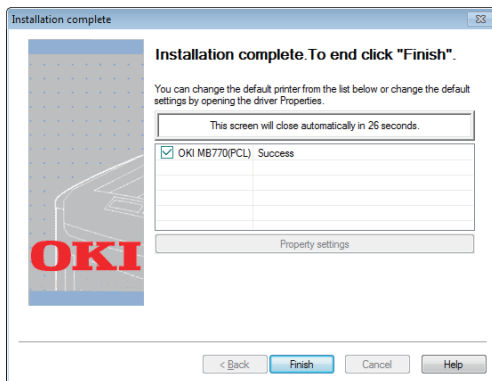 Installation complete
Installation complete.To end click "Finish".
You can change the default printer from the list below or change the default
settings by opening the driver Properties.
This screen will close automatically in 26 seconds.
OKI MB770(PCL) Success
Property settings
OKI
< Back Finish Cancel Help